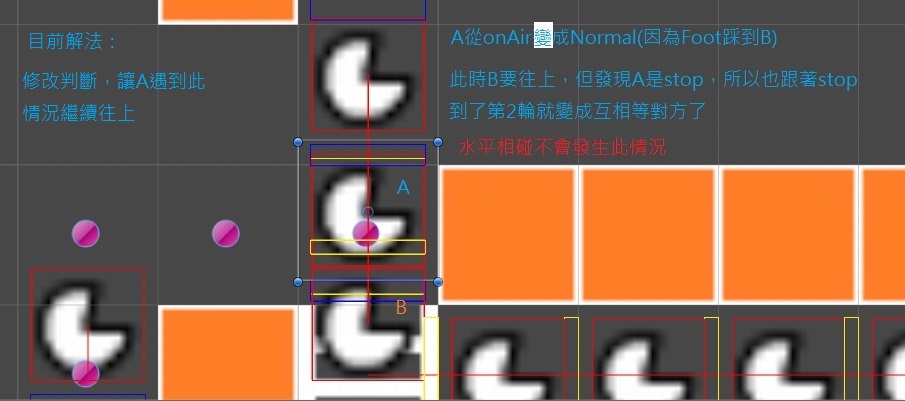 目前解法：
修改判斷，讓A遇到此
情況繼續往上
A從onAir變成Normal(因為Foot踩到B)
此時B要往上，但發現A是stop，所以也跟著stop
到了第2輪就變成互相等對方了
水平相碰不會發生此情況
A
B